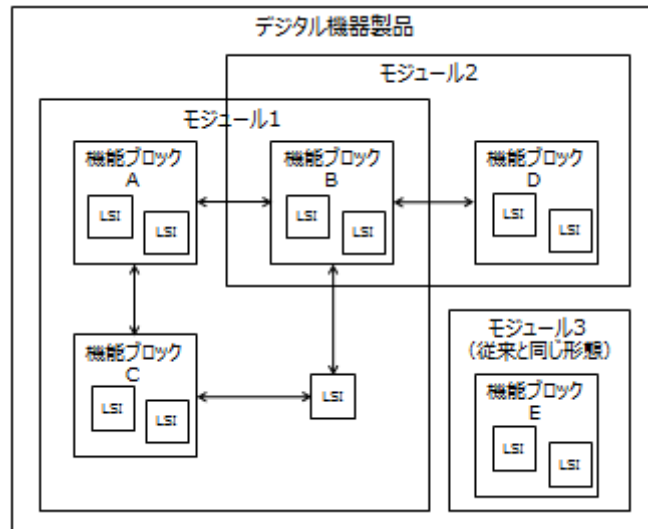 デジタル機器製品
モジュール2
モジュール1
機能ブロック
A
LSI
LSI
機能ブロック
B
LSI
LSI
機能ブロック
D
LSI
LSI
機能ブロック
C
LSI
LSI
LSI
モジュール3
(従来と同じ形態)
機能ブロック
E
LSI
LSI